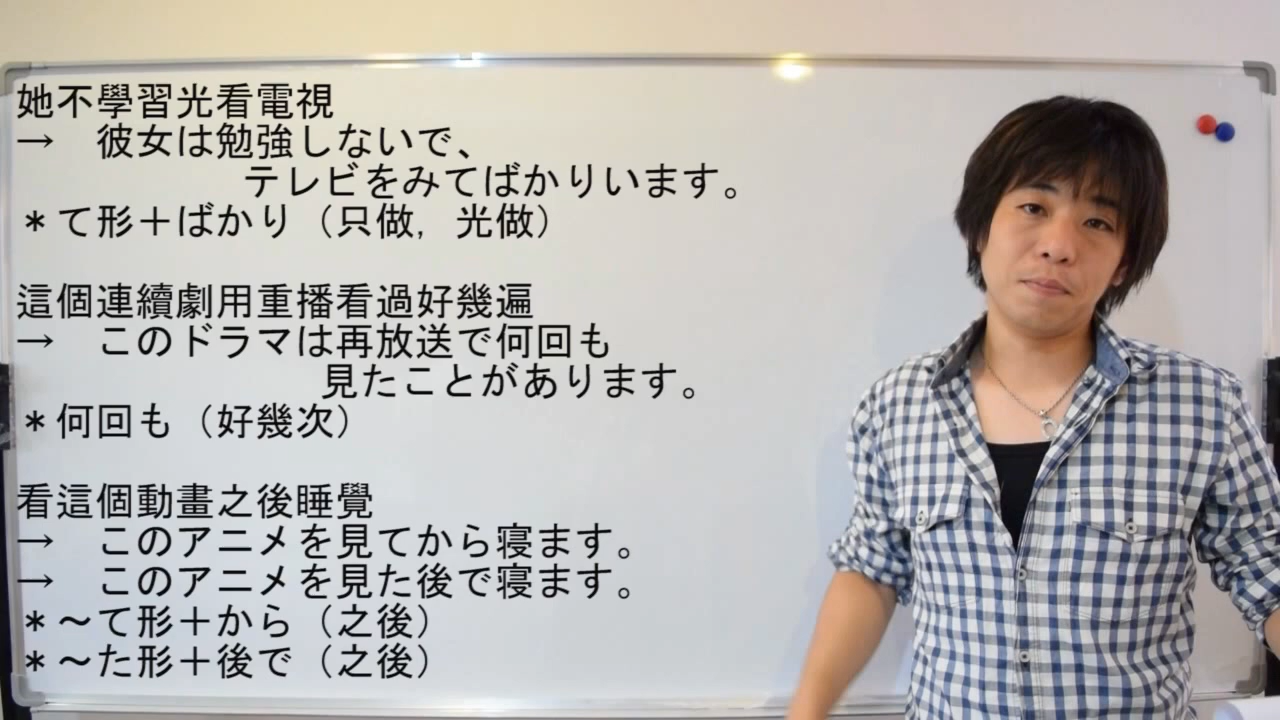 她不學習光看電視
→　彼女は勉強しないで、
テレビをみてばかりいます。
＊て形＋ばかり（只做，光做）
這個連續劇用重播看過好幾遍
→　このドラマは再放送で何回も
見たことがあります。
＊何回も（好幾次）
看這個動畫之後睡覺
→　このアニメを見てから寝ます。
→　このアニメを見た後で寝ます。
＊～て形＋から（之後）
＊～た形＋後で（之後）